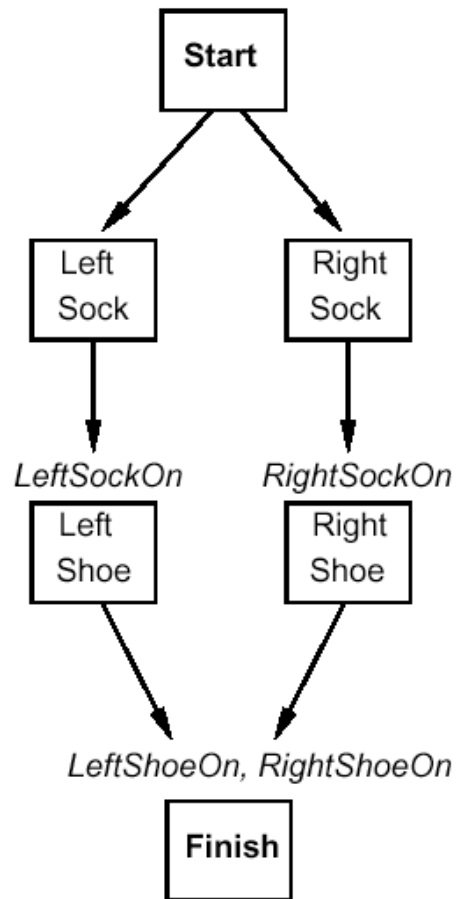 Start
Left
Sock
Right
Sock
LeftSockOn
RightSockOn
Left
Shoe
Right
Shoe
LeftShoeOn, RightShoeOn
Finish